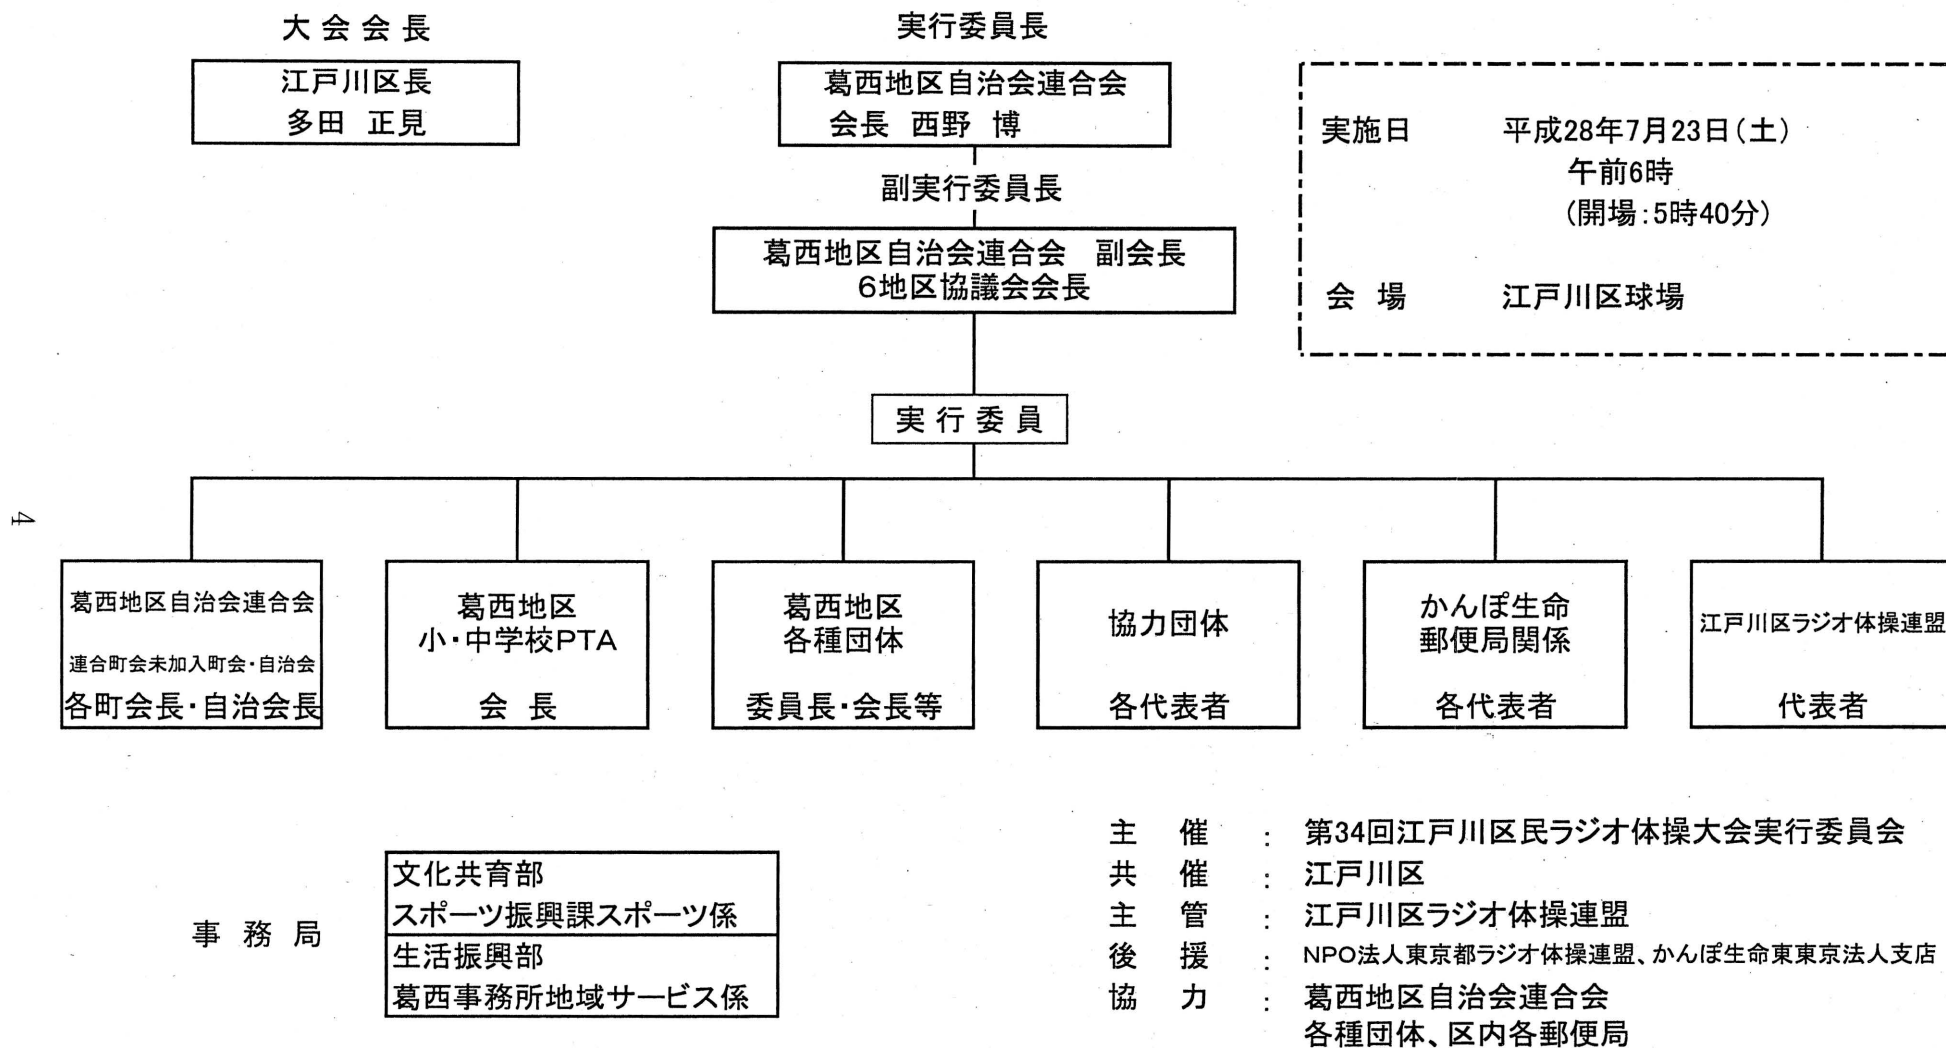 大会会長
江戸川区長
多田 正見
実行委員長
葛西地区自治会連合会
会長 西野 博
副実行委員長
葛西地区自治会連合会 副会長
6地区協議会会長
実施日 平成28年7月23日(土)
午前6時
(開場:5時40分)
会場 江戸川区球場
実行委員
葛西地区自治会連合会
連合町会未加入町会・自治会
各町会長・自治会長
葛西地区
小・中学校PTA
会長
葛西地区
各種団体
委員長・会長等
協力団体
各代表者
かんぽ生命
郵便局関係
各代表者
江戸川区ラジオ体操連盟
代表者
4
事務局
文化共育部
スポーツ振興課スポーツ係
生活振興部
葛西事務所地域サービス係
主催 : 第34回江戸川区民ラジオ体操大会実行委員会
共催 : 江戸川区
主管 : 江戸川区ラジオ体操連盟
後援 : NPO法人東京都ラジオ体操連盟、かんぽ生命東東京法人支店
協力 : 葛西地区自治会連合会
各種団体、区内各郵便局